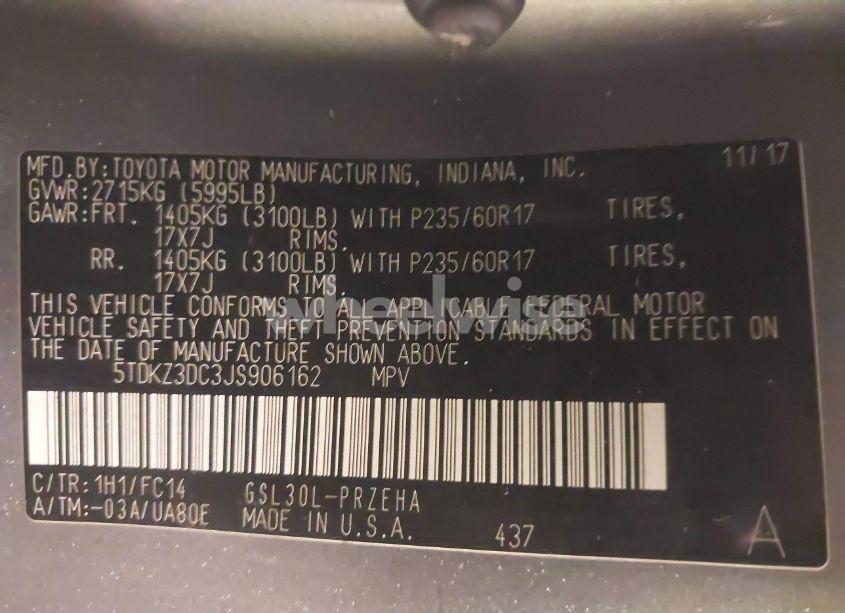 MFD.BY:TOYOTA MOTOR MANUFACTURING, INDIANA, INC. 11/17
GVWR:2715KG (5995LB)
GAWR:FRT. 1405KG (3100LB) WITH P235/60R17 TIRES,
17X7J RIMS.
RR. 1405KG (3100LB) WITH P235/60R17 TIRES,
17X7J RIMS.
THIS VEHICLE CONFORMS TO ALL APPLICABLE FEDERAL MOTOR
VEHICLE SAFETY AND THEFT PREVENTION STANDARDS IN EFFECT ON
THE DATE OF MANUFACTURE SHOWN ABOVE.
5TDKZ3DC3JS906162 MPV
C/TR:1H1/FC14 GSL30L-PRZEHA
A/TM:-03A/UA80E MADE IN U.S.A. 437 A
wheelwise